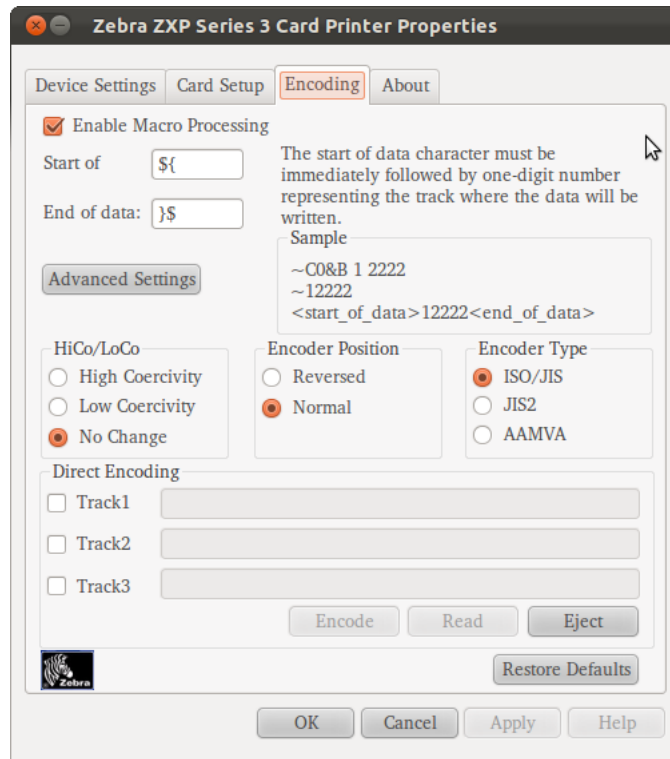 Zebra ZXP Series 3 Card Printer Properties
Device Settings Card Setup Encoding About
Enable Macro Processing
Start of ${
End of data: }$
The start of data character must be
immediately followed by one-digit number
representing the track where the data will be
written.
Sample
~C0&B 1 2222
~12222
<start_of_data>12222<end_of_data>
Advanced Settings
HiCo/LoCo
High Coercivity
Low Coercivity
No Change
Encoder Position
Reversed
Normal
Encoder Type
ISO/JIS
JIS2
AAMVA
Direct Encoding
Track1
Track2
Track3
Encode Read Eject
Zebra
Restore Defaults
OK Cancel Apply Help